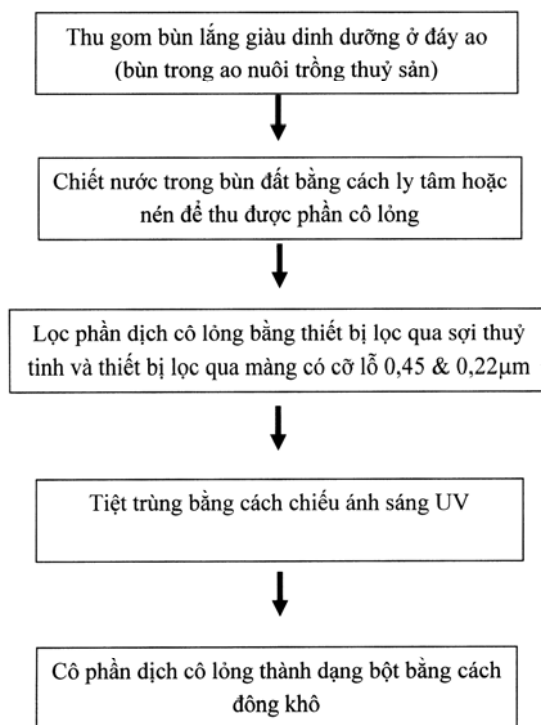 Thu gom bùn lắng giàu dinh dưỡng ở đáy ao
(bùn trong ao nuôi trồng thuỷ sản)
Chiết nước trong bùn đất bằng cách ly tâm hoặc
nén để thu được phần cô lỏng
Lọc phần dịch cô lỏng bằng thiết bị lọc qua sợi thuỷ
tinh và thiết bị lọc qua màng có cỡ lỗ 0,45 & 0,22µm
Tiệt trùng bằng cách chiếu ánh sáng UV
Cô phần dịch cô lỏng thành dạng bột bằng cách
đông khô